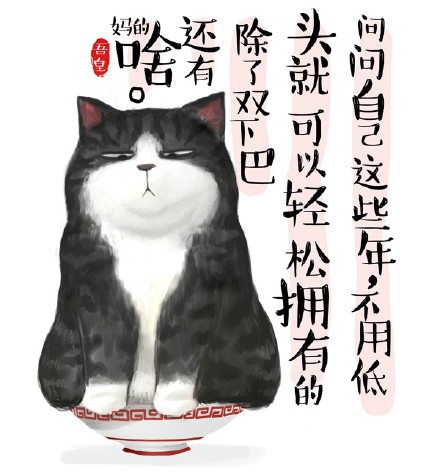 问问自己这些年，不用低
头就可以轻松拥有的
除了双下巴
还有
啥。
妈的
吾皇